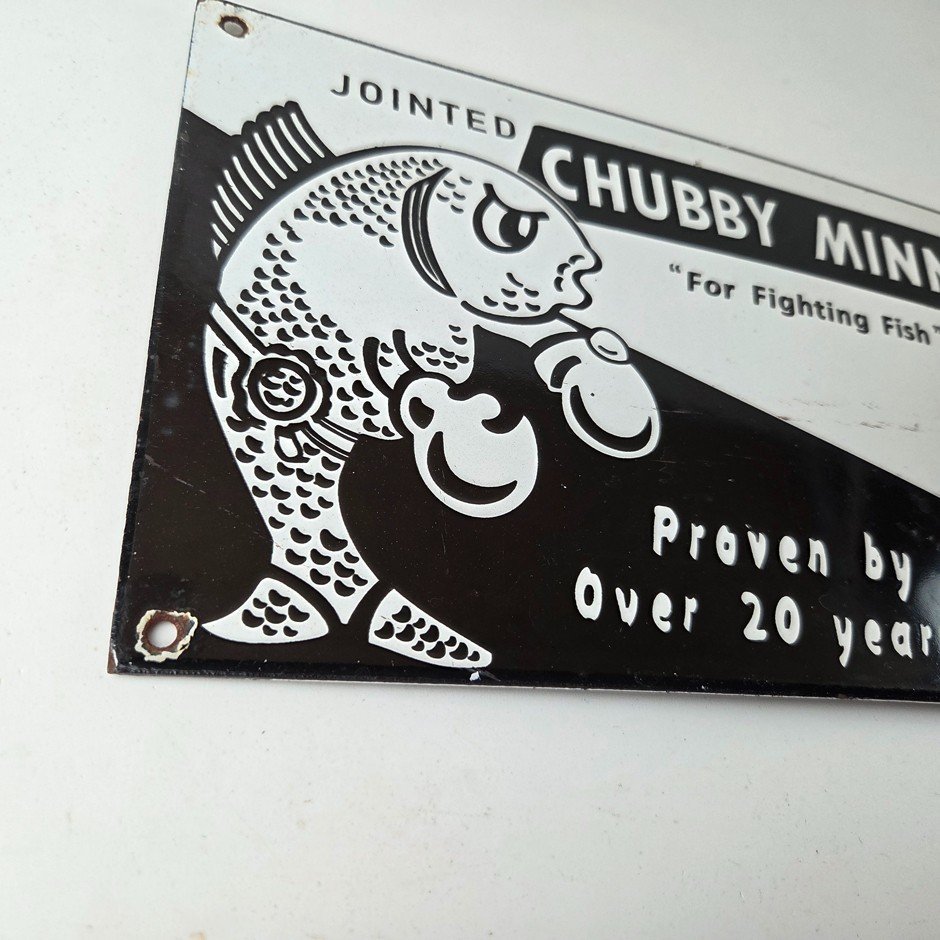 JOINTED
CHUBBY MINN
"For Fighting Fish"
Proven by
Over 20 year